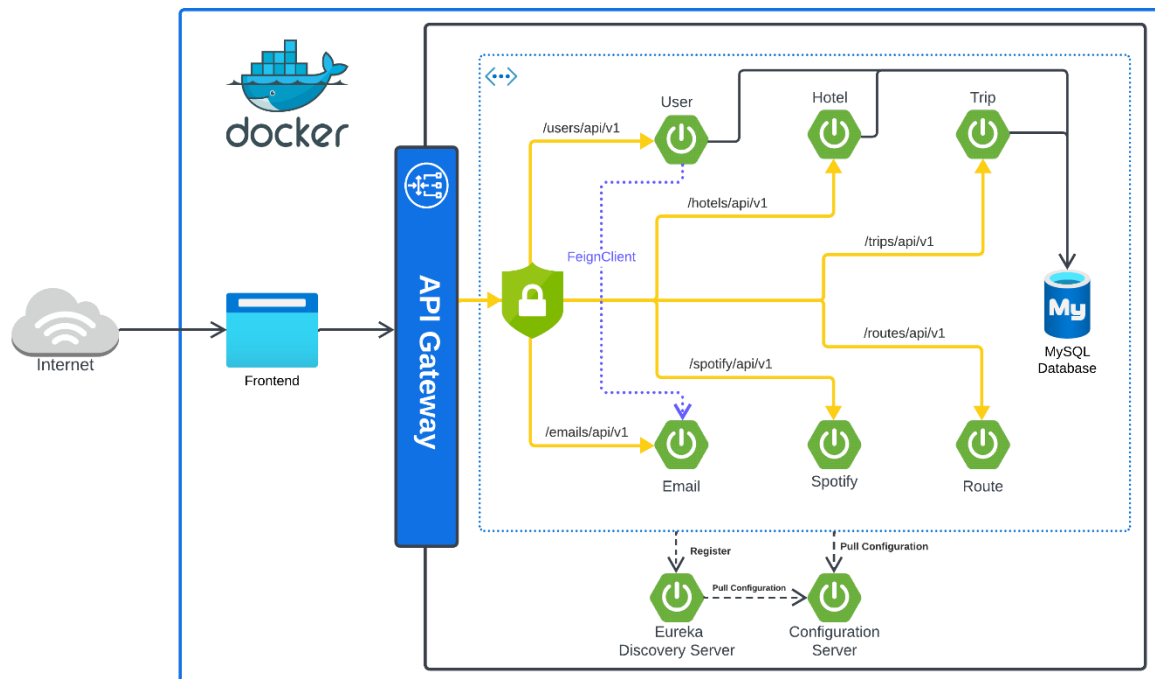 docker
User
Hotel
Trip
/users/api/v1
/hotels/api/v1
/trips/api/v1
FeignClient
API Gateway
Internet
Frontend
My
MySQL
Database
/routes/api/v1
/spotify/api/v1
/emails/api/v1
Email
Spotify
Route
Register
Pull Configuration
Pull Configuration
Eureka
Discovery Server
Configuration
Server